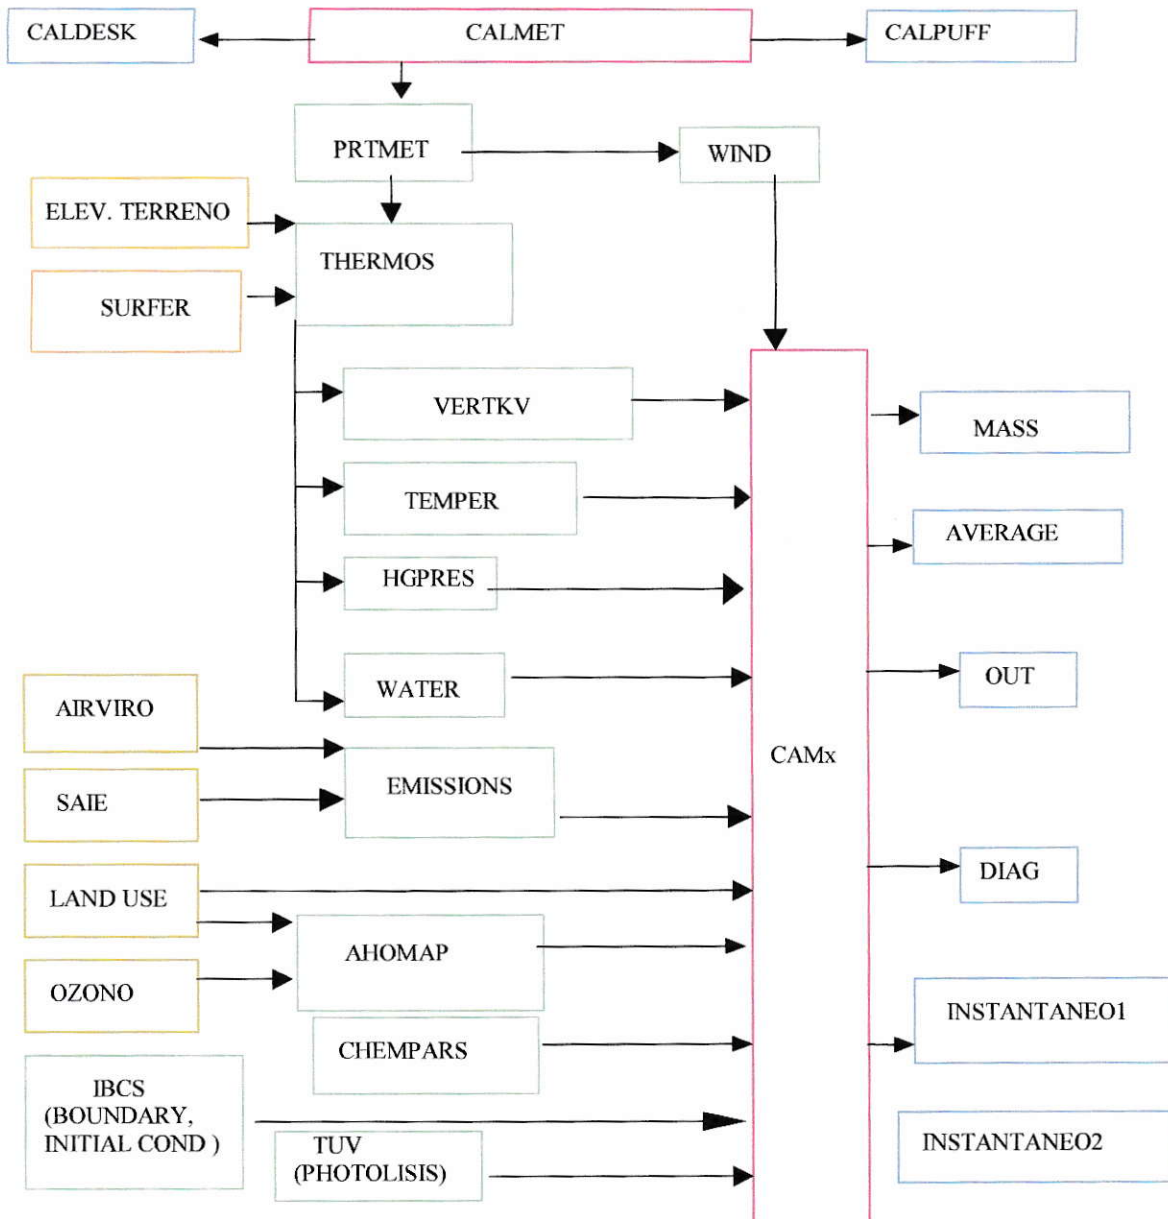 CALDESK
CALMET
CALPUFF
PRTMET
WIND
ELEV. TERRENO
THERMOS
SURFER
VERTKV
MASS
TEMPER
AVERAGE
HGPRES
WATER
OUT
AIRVIRO
CAMx
EMISSIONS
SAIE
DIAG
LAND USE
AHOMAP
OZONO
INSTANTANEO1
CHEMPARS
IBCS
(BOUNDARY,
INITIAL COND )
TUV
(PHOTOLISIS)
INSTANTANEO2